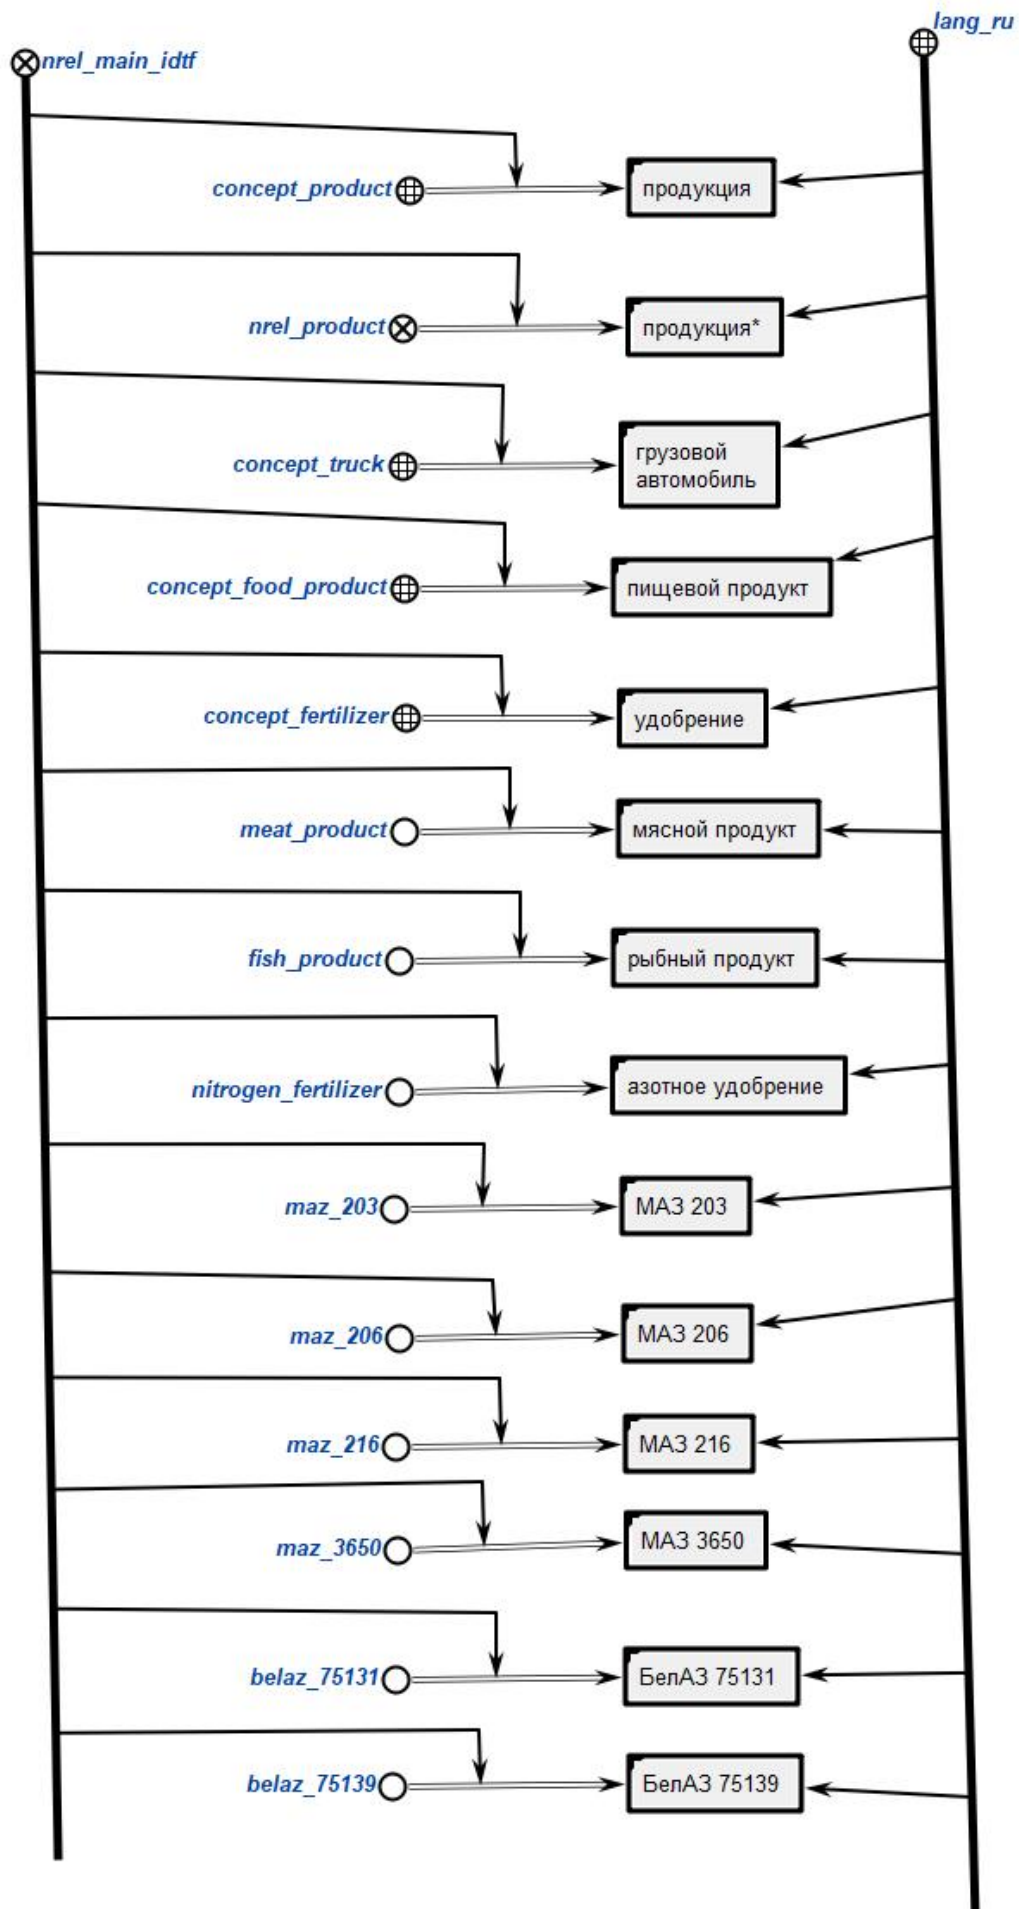 lang_ru
nrel_main_idtf
concept_product
продукция
nrel_product
продукция*
concept_truck
грузовой
автомобиль
concept_food_product
пищевой продукт
concept_fertilizer
удобрение
meat_product
мясной продукт
fish_product
рыбный продукт
nitrogen_fertilizer
азотное удобрение
maz_203
МАЗ 203
maz_206
МАЗ 206
maz_216
МАЗ 216
maz_3650
МАЗ 3650
belaz_75131
БелАЗ 75131
belaz_75139
БелАЗ 75139